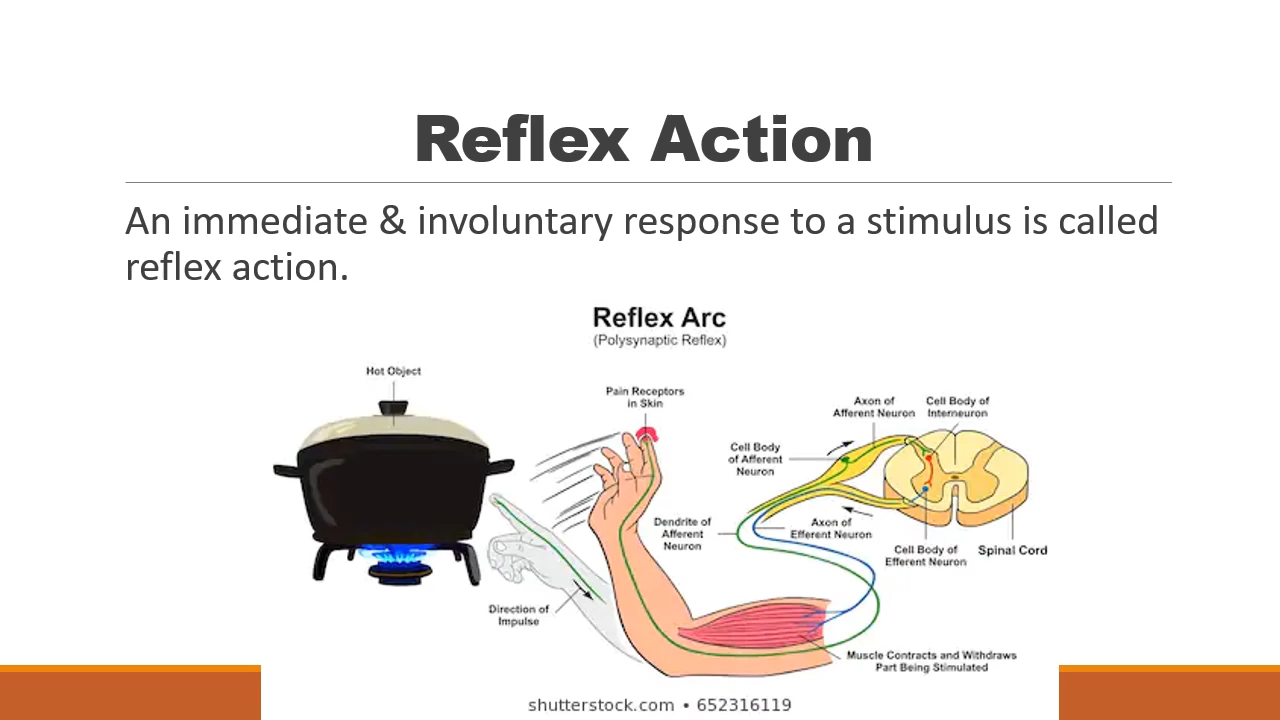 Reflex Action
An immediate & involuntary response to a stimulus is called
reflex action.
Reflex Arc
(Polysynaptic Reflex)
Hot Object
Pain Receptors
in Skin
Axon of
Afferent Neuron
Cell Body of
Interneuron
Cell Body
of Afferent
Neuron
Dendrite of
Afferent
Neuron
Axon of
Efferent Neuron
Cell Body of
Efferent Neuron
Spinal Cord
Direction of
Impulse
Muscle Contracts and Withdraws
Part Being Stimulated
shutterstock.com • 652316119